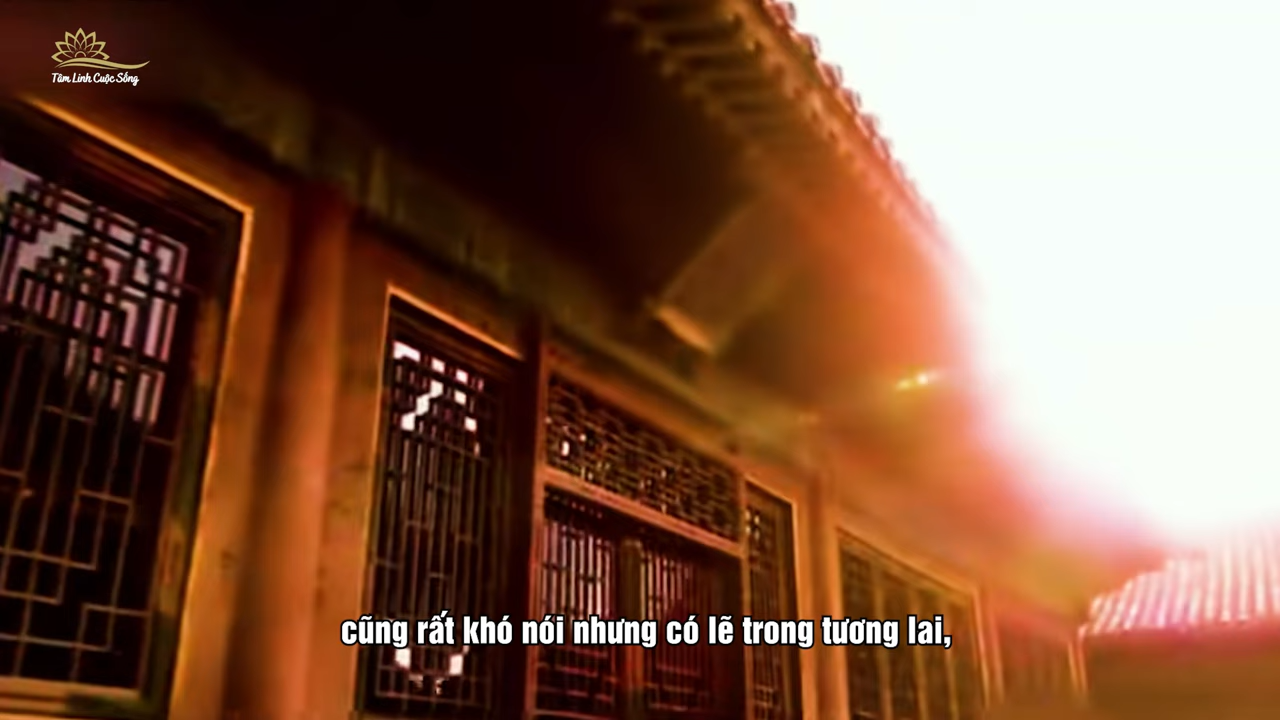 Tâm Linh Cuộc Sống
cũng rất khó nói nhưng có lẽ trong tương lai,